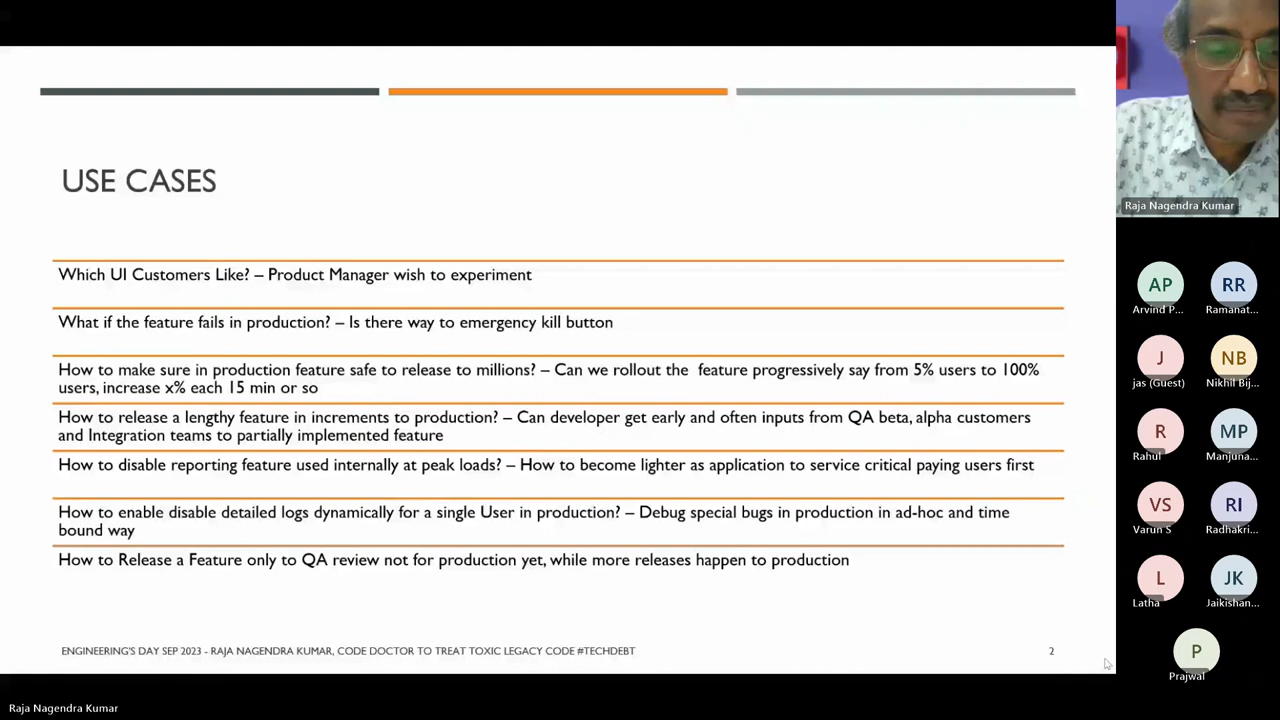 USE CASES
Which UI Customers Like? – Product Manager wish to experiment
What if the feature fails in production? – Is there way to emergency kill button
How to make sure in production feature safe to release to millions? – Can we rollout the feature progressively say from 5% users to 100%
users, increase x% each 15 min or so
How to release a lengthy feature in increments to production? – Can developer get early and often inputs from QA beta, alpha customers
and Integration teams to partially implemented feature
How to disable reporting feature used internally at peak loads? – How to become lighter as application to service critical paying users first
How to enable disable detailed logs dynamically for a single User in production? – Debug special bugs in production in ad-hoc and time
bound way
How to Release a Feature only to QA review not for production yet, while more releases happen to production
ENGINEERING'S DAY SEP 2023 - RAJA NAGENDRA KUMAR, CODE DOCTOR TO TREAT TOXIC LEGACY CODE #TECHDEBT
2
Raja Nagendra Kumar
AP
RR
Arvind P...
Ramanat...
J
NB
jas (Guest)
Nikhil Bij...
R
MP
Rahul
Manjuna...
VS
RI
Varun S
Radhakri...
L
JK
Latha
Jaikishan...
P
Prajwal
Raja Nagendra Kumar